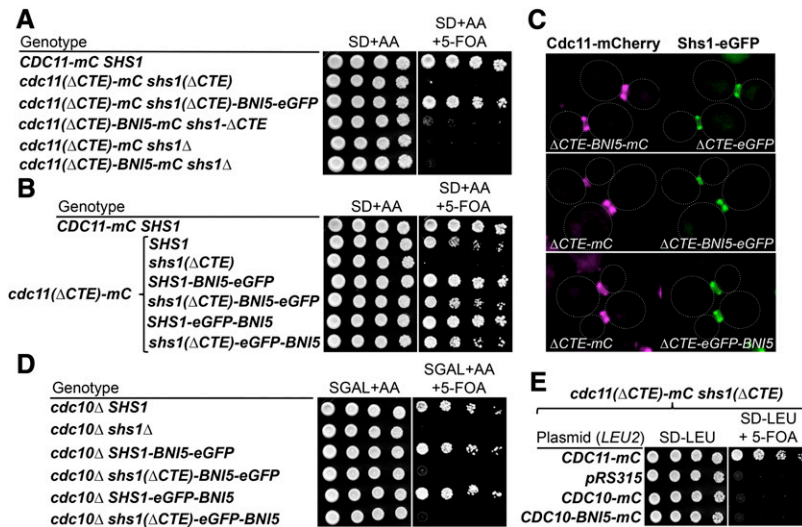 A
Genotype
SD+AA
SD+AA
+5-FOA
CDC11-mC SHS1
cdc11(ΔCTE)-mC shs1(ΔCTE)
cdc11(ΔCTE)-mC shs1(ΔCTE)-BNI5-eGFP
cdc11(ΔCTE)-BNI5-mC shs1-ΔCTE
cdc11(ΔCTE)-mC shs1Δ
cdc11(ΔCTE)-BNI5-mC shs1Δ
B
Genotype
SD+AA
SD+AA
+5-FOA
CDC11-mC SHS1
cdc11(ΔCTE)-mC
SHS1
shs1(ΔCTE)
SHS1-BNI5-eGFP
shs1(ΔCTE)-BNI5-eGFP
SHS1-eGFP-BNI5
shs1(ΔCTE)-eGFP-BNI5
C
Cdc11-mCherry Shs1-eGFP
ΔCTE-BNI5-mC ΔCTE-eGFP
ΔCTE-mC ΔCTE-BNI5-eGFP
ΔCTE-mC ΔCTE-eGFP-BNI5
D
Genotype
SGAL+AA
SGAL+AA
+5-FOA
cdc10Δ SHS1
cdc10Δ shs1Δ
cdc10Δ SHS1-BNI5-eGFP
cdc10Δ shs1(ΔCTE)-BNI5-eGFP
cdc10Δ SHS1-eGFP-BNI5
cdc10Δ shs1(ΔCTE)-eGFP-BNI5
E
cdc11(ΔCTE)-mC shs1(ΔCTE)
Plasmid (LEU2)
SD-LEU
SD-LEU
+ 5-FOA
CDC11-mC
pRS315
CDC10-mC
CDC10-BNI5-mC